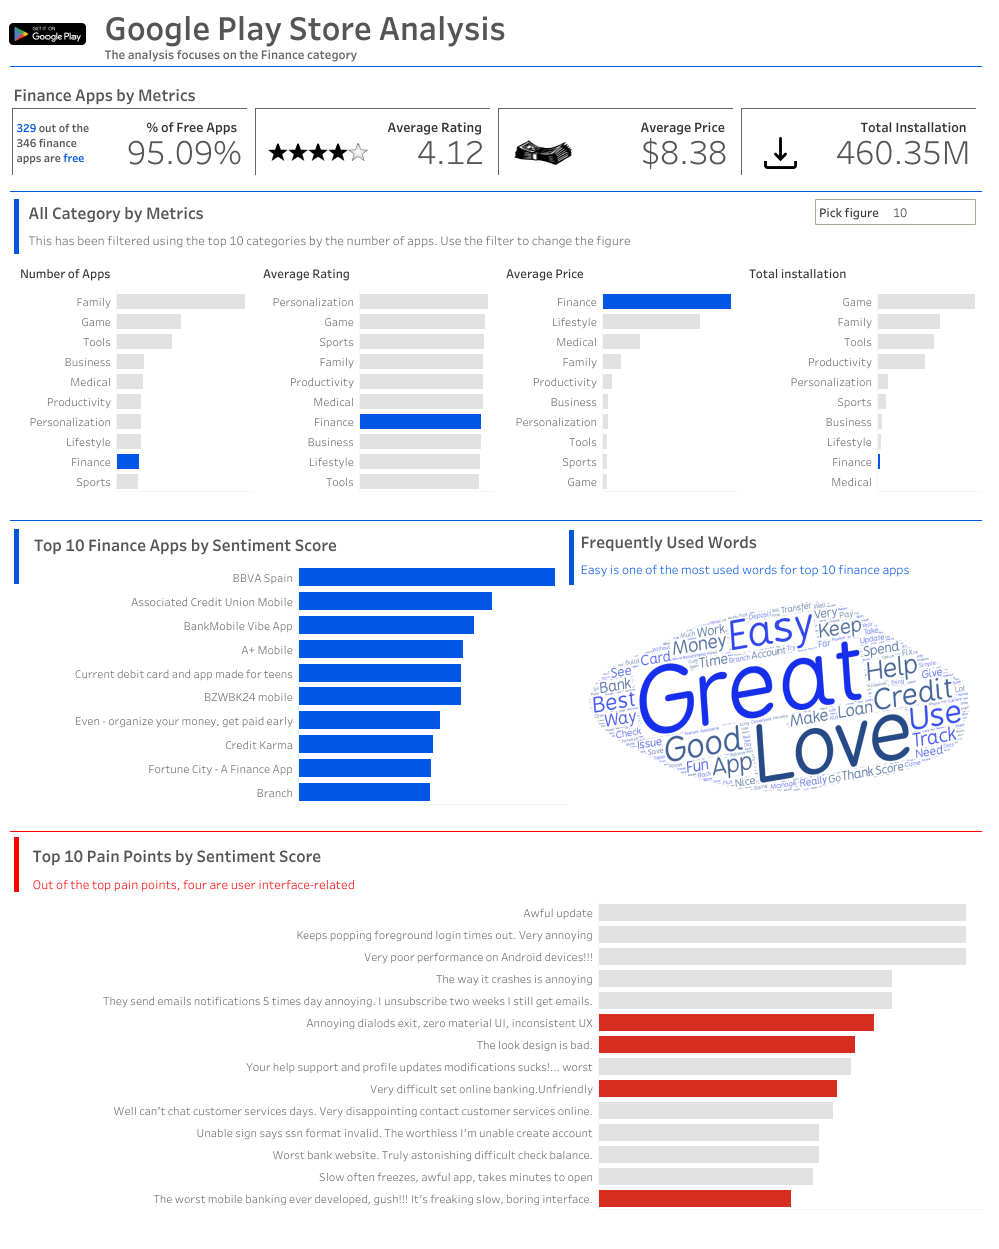 GET IT ON
Google Play
Google Play Store Analysis
The analysis focuses on the Finance category
Finance Apps by Metrics
329 out of the
346 finance
apps are free
% of Free Apps
95.09%
Average Rating
4.12
Average Price
$8.38
Total Installation
460.35M
All Category by Metrics
Pick figure 10
This has been filtered using the top 10 categories by the number of apps. Use the filter to change the figure
Number of Apps
Family
Game
Tools
Business
Medical
Productivity
Personalization
Lifestyle
Finance
Sports
Average Rating
Personalization
Game
Sports
Family
Productivity
Medical
Finance
Business
Lifestyle
Tools
Average Price
Finance
Lifestyle
Medical
Family
Productivity
Business
Personalization
Tools
Sports
Game
Total installation
Game
Family
Tools
Productivity
Personalization
Sports
Business
Lifestyle
Finance
Medical
Top 10 Finance Apps by Sentiment Score
BBVA Spain
Associated Credit Union Mobile
BankMobile Vibe App
A+ Mobile
Current debit card and app made for teens
BZWBK24 mobile
Even - organize your money, get paid early
Credit Karma
Fortune City - A Finance App
Branch
Frequently Used Words
Easy is one of the most used words for top 10 finance apps
Deposit
Transfer
Very
Pay
Work
Easy
Keep
Money
Take
Update
Card
Time
Branch
Account
Try
Far
Spend
Fix
See
Great
Help
Give
Bank
Best
Credit
Lot
Way
Make
Loan
Use
Check
Issue
Good
Love
Track
Save
Fun
App
Need
Nice
Manage
Really
Go
Thank
Score
Come
Top 10 Pain Points by Sentiment Score
Out of the top pain points, four are user interface-related
Awful update
Keeps popping foreground login times out. Very annoying
Very poor performance on Android devices!!!
The way it crashes is annoying
They send emails notifications 5 times day annoying. I unsubscribe two weeks I still get emails.
Annoying dialods exit, zero material UI, inconsistent UX
The look design is bad.
Your help support and profile updates modifications sucks!... worst
Very difficult set online banking.Unfriendly
Well can't chat customer services days. Very disappointing contact customer services online.
Unable sign says ssn format invalid. The worthless I'm unable create account
Worst bank website. Truly astonishing difficult check balance.
Slow often freezes, awful app, takes minutes to open
The worst mobile banking ever developed, gush!!! It's freaking slow, boring interface.